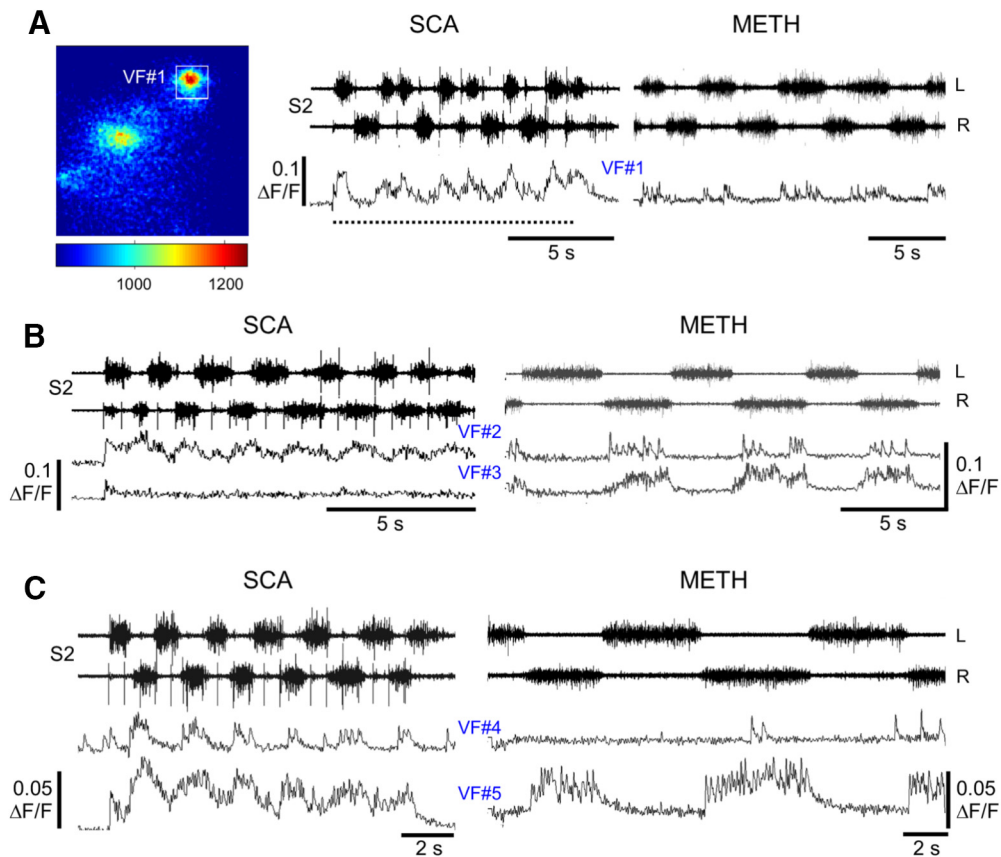 A
SCA
METH
VF#1
S2
L
R
0.1
ΔF/F
VF#1
5 s
5 s
1000
1200
B
SCA
METH
S2
L
R
VF#2
VF#3
0.1
ΔF/F
0.1
ΔF/F
5 s
5 s
C
SCA
METH
S2
L
R
VF#4
VF#5
0.05
ΔF/F
0.05
ΔF/F
2 s
2 s